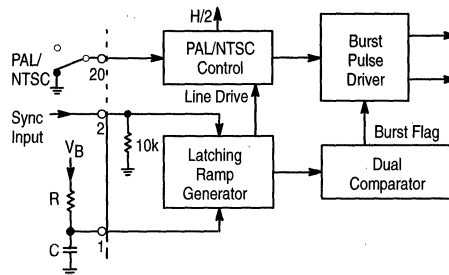 H/2
PAL/
NTSC
20
PAL/NTSC
Control
Burst
Pulse
Driver
Line Drive
Sync
Input
2
10k
Burst Flag
VB
Latching
Ramp
Generator
Dual
Comparator
R
1
C